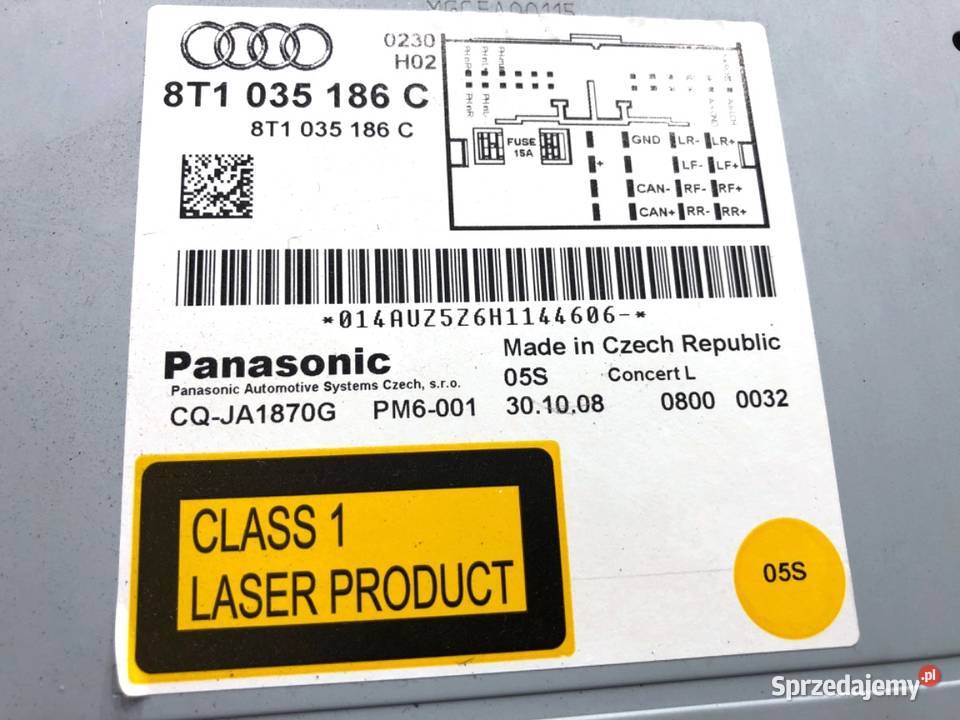 0230
H02
8T1 035 186 C
8T1 035 186 C
FUSE
15A
+
GND LR- LR+
LF- LF+
CAN- RF- RF+
CAN+ RR- RR+
*014AUZ5Z6H1144606-*
Panasonic
Panasonic Automotive Systems Czech, s.r.o.
CQ-JA1870G PM6-001
Made in Czech Republic
05S Concert L
30.10.08 0800 0032
CLASS 1
LASER PRODUCT
05S
Sprzedajemy.pl